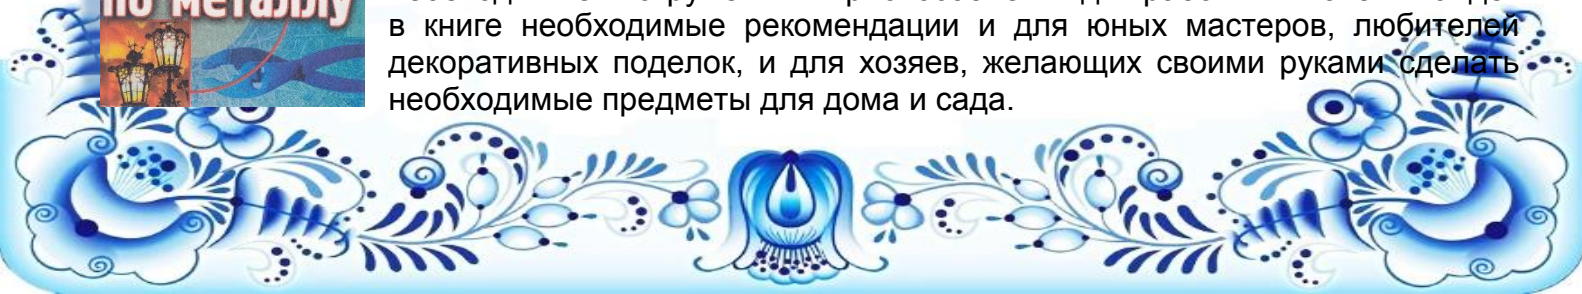 по металлу
в книге необходимые рекомендации и для юных мастеров, любителей
декоративных поделок, и для хозяев, желающих своими руками сделать
необходимые предметы для дома и сада.